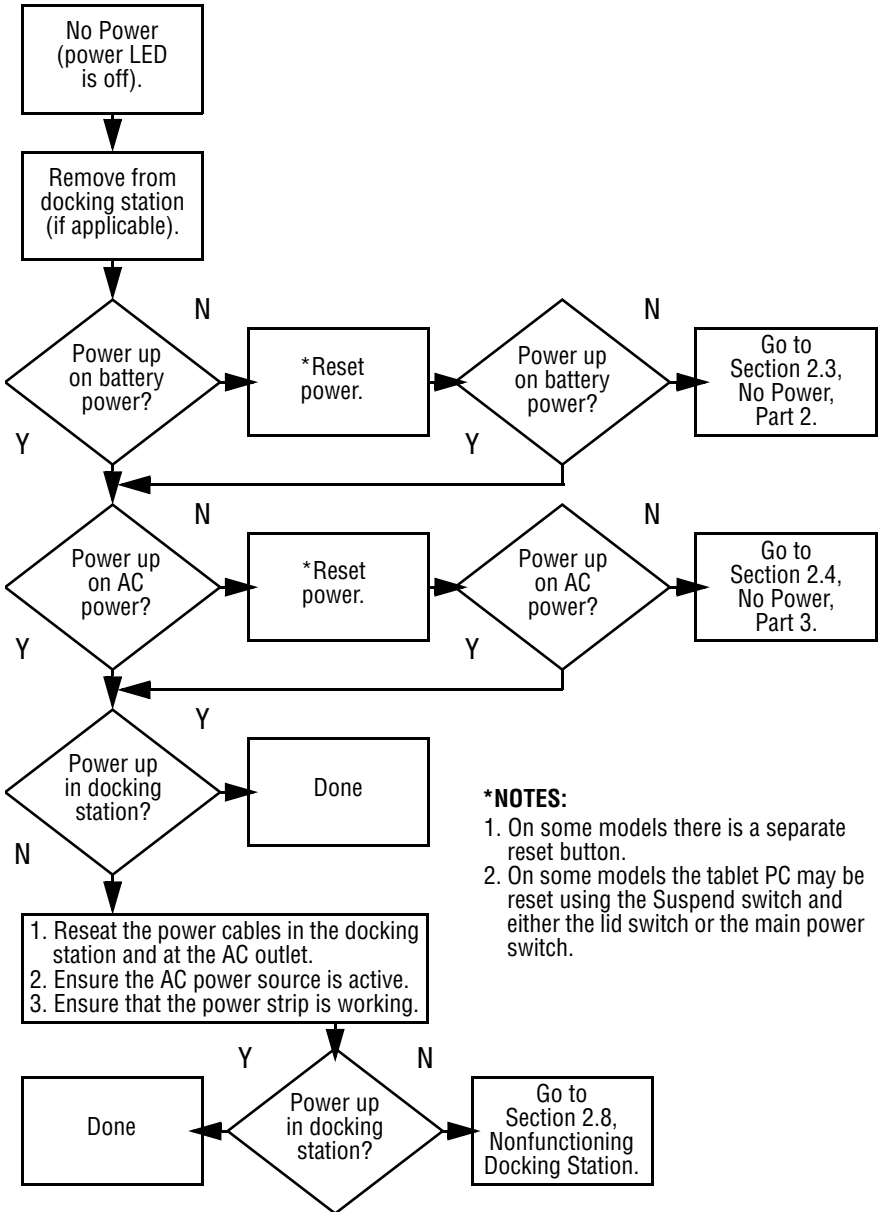 No Power
(power LED
is off).
Remove from
docking station
(if applicable).
N
N
Power up
on battery
power?
*Reset
power.
Power up
on battery
power?
Go to
Section 2.3,
No Power,
Part 2.
Y
Y
N
N
Power up
on AC
power?
*Reset
power.
Power up
on AC
power?
Go to
Section 2.4,
No Power,
Part 3.
Y
Y
Y
Power up
in docking
station?
Done
N
*NOTES:
1. On some models there is a separate
reset button.
2. On some models the tablet PC may be
reset using the Suspend switch and
either the lid switch or the main power
switch.
1. Reseat the power cables in the docking
station and at the AC outlet.
2. Ensure the AC power source is active.
3. Ensure that the power strip is working.
Y
N
Done
Power up
in docking
station?
Go to
Section 2.8,
Nonfunctioning
Docking Station.